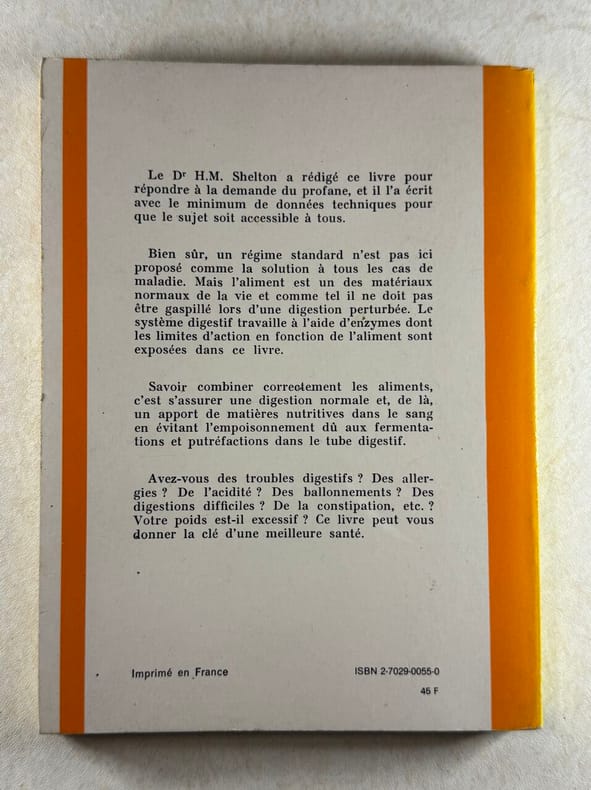 Le Dʳ H.M. Shelton a rédigé ce livre pour
répondre à la demande du profane, et il l'a écrit
avec le minimum de données techniques pour
que le sujet soit accessible à tous.
Bien sûr, un régime standard n'est pas ici
proposé comme la solution à tous les cas de
maladie. Mais l'aliment est un des matériaux
normaux de la vie et comme tel il ne doit pas
être gaspillé lors d'une digestion perturbée. Le
système digestif travaille à l'aide d'enzymes dont
les limites d'action en fonction de l'aliment sont
exposées dans ce livre.
Savoir combiner correctement les aliments,
c'est s'assurer une digestion normale et, de là,
un apport de matières nutritives dans le sang
en évitant l'empoisonnement dû aux fermenta-
tions et putréfactions dans le tube digestif.
Avez-vous des troubles digestifs ? Des aller-
gies ? De l'acidité ? Des ballonnements ? Des
digestions difficiles ? De la constipation, etc. ?
Votre poids est-il excessif ? Ce livre peut vous
donner la clé d'une meilleure santé.
Imprimé en France
ISBN 2-7029-0055-0
45 F